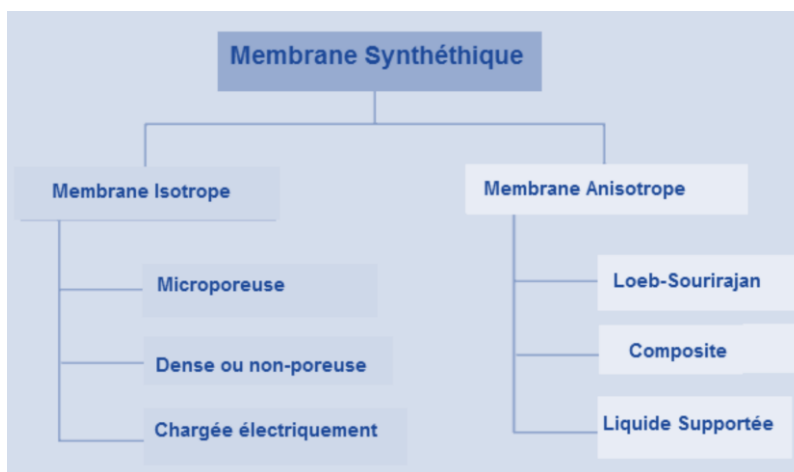 Membrane Synthéthique
Membrane Isotrope
Membrane Anisotrope
Microporeuse
Dense ou non-poreuse
Chargée électriquement
Loeb-Sourirajan
Composite
Liquide Supportée